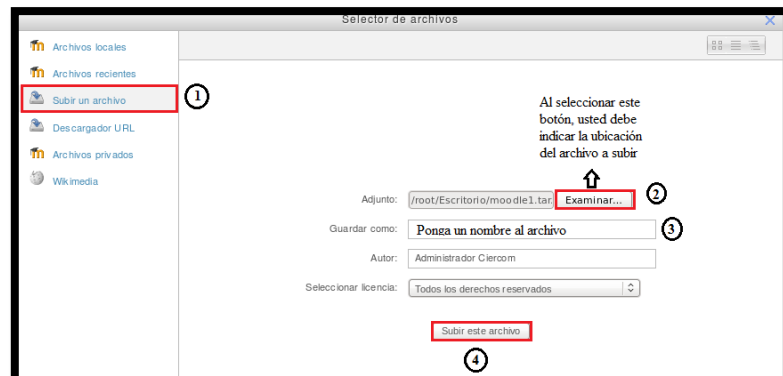 Selector de archivos
Archivos locales
Archivos recientes
Subir un archivo
1
Descargador URL
Archivos privados
Wikimedia
Al seleccionar este
botón, usted debe
indicar la ubicación
del archivo a subir
Adjunto: /root/Escritorio/moodle1.tar. Examinar... 2
Guardar como: Ponga un nombre al archivo 3
Autor: Administrador Ciercom
Seleccionar licencia: Todos los derechos reservados
Subir este archivo
4